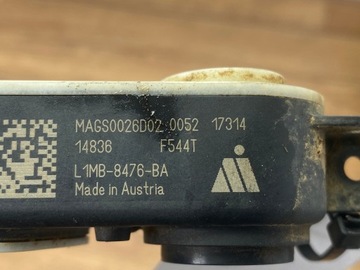 MAGS0026D02 0052 17314
14836 F544T
L1MB-8476-BA
Made in Austria